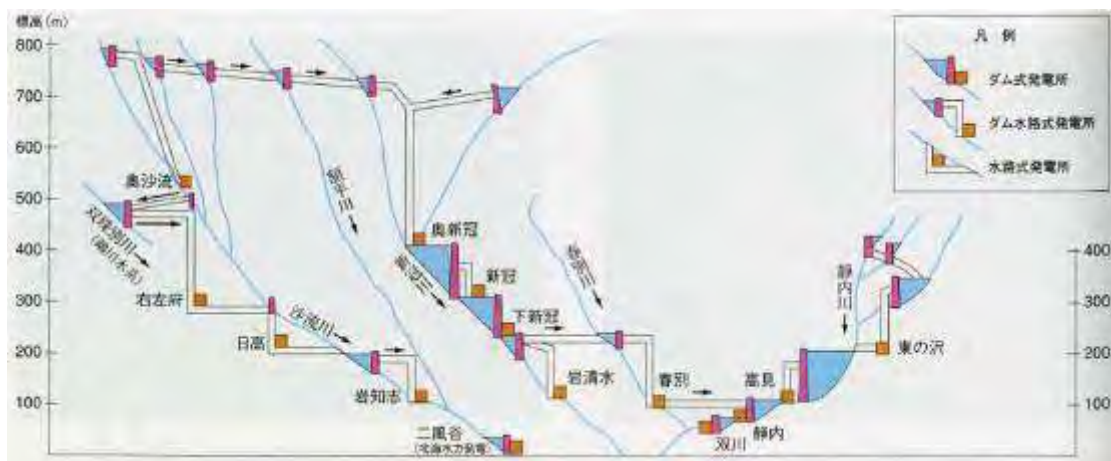 標高(m)
800
700
600
500
400
300
200
100
凡 例
ダム式発電所
ダム水路式発電所
水路式発電所
奥沙流
双珠別川
(鵡川水系)
右左府
日高
沙流川
岩知志
二風谷
(北海水力発電)
額平川
奥新冠
新冠川
新冠
下新冠
岩清水
春別
静内川
高見
東の沢
静内
双川
400
300
200
100